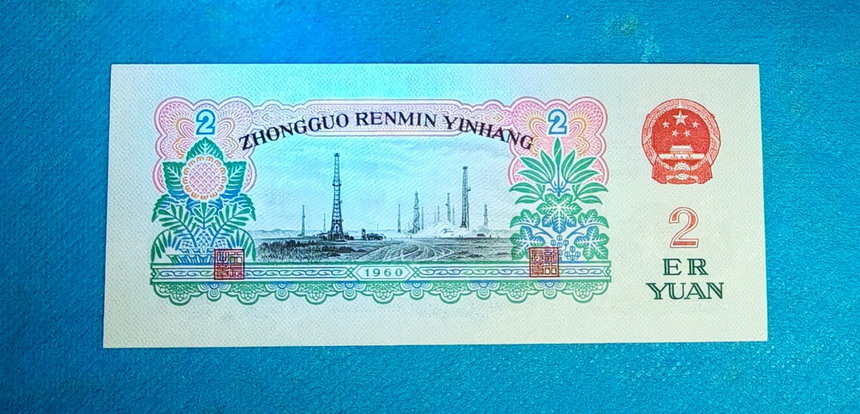 2
2
ZHONGGUO RENMIN YINHANG
1960
2
ER
YUAN